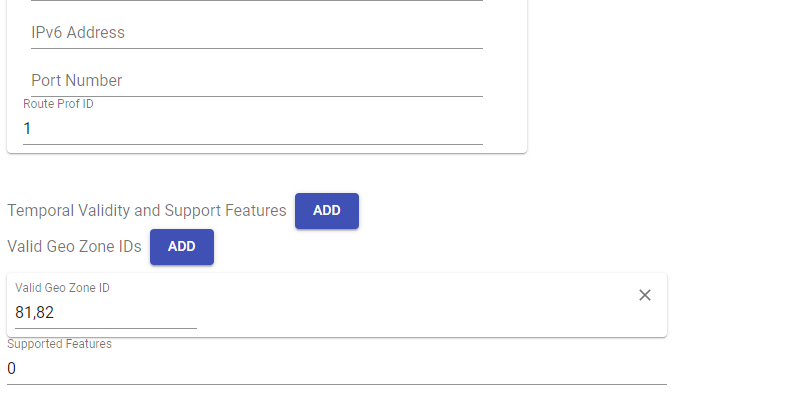 IPv6 Address
Port Number
Route Prof ID
1
Temporal Validity and Support Features ADD
Valid Geo Zone IDs ADD
Valid Geo Zone ID
81,82
Supported Features
0